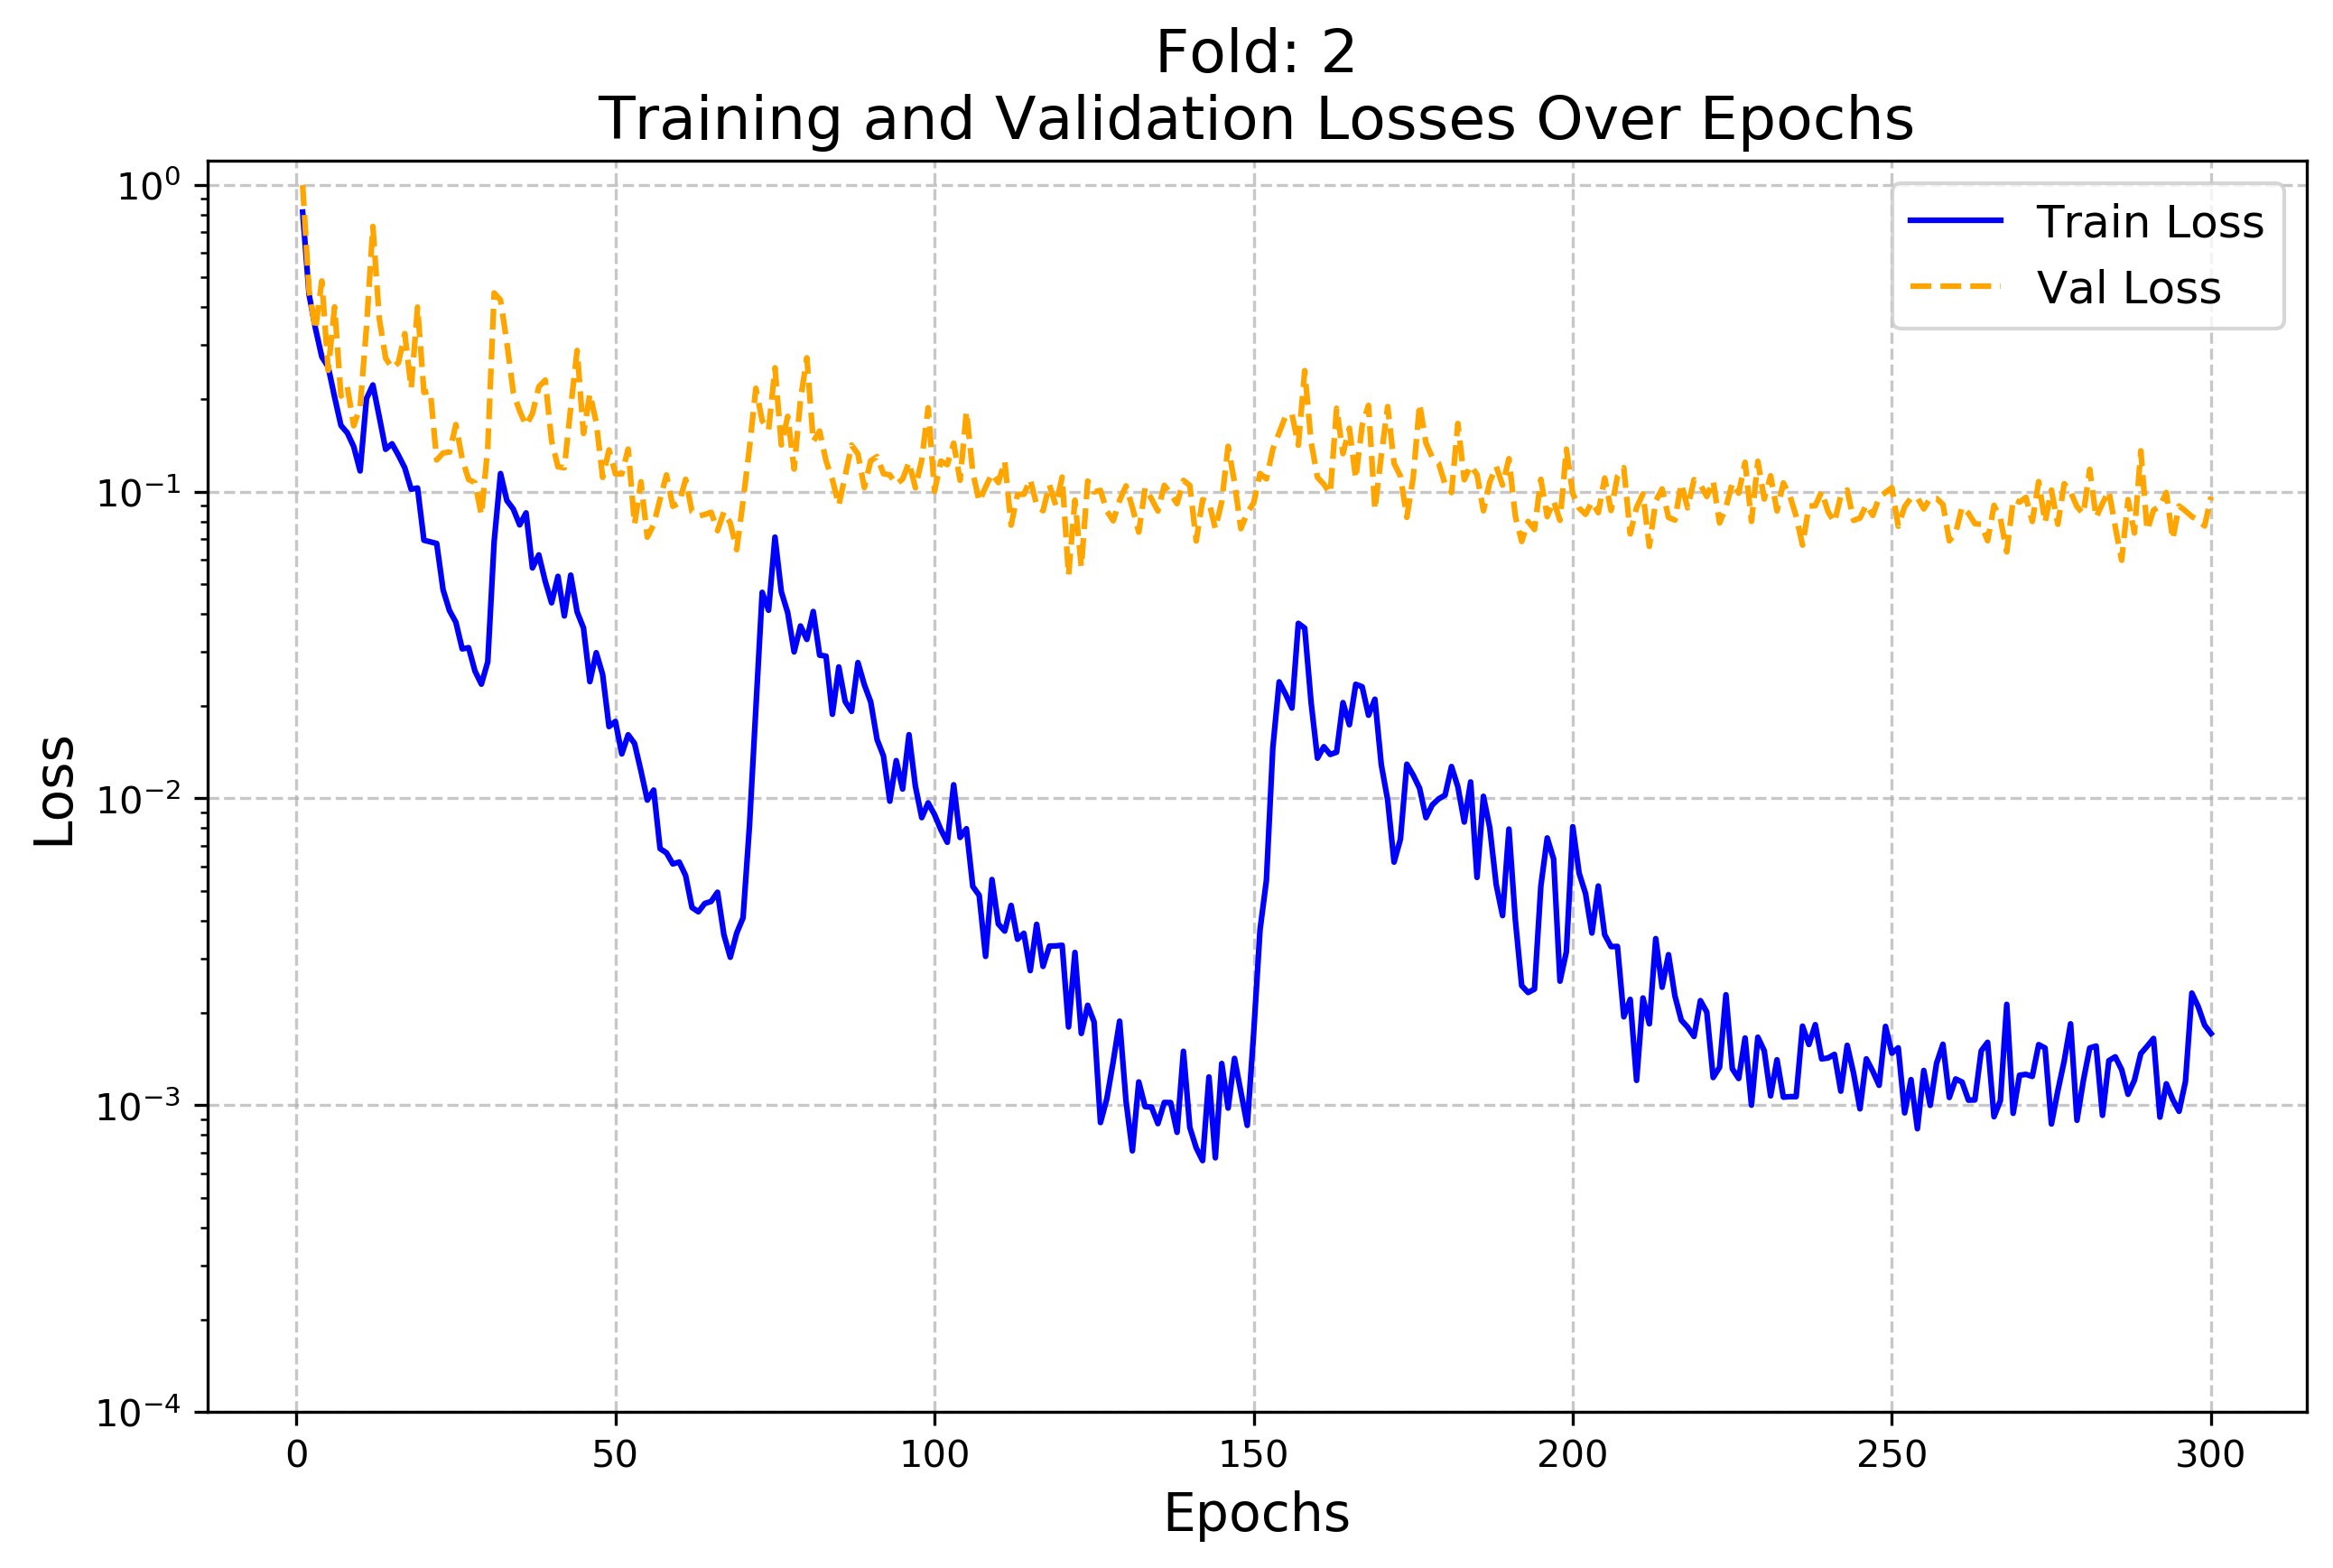 Fold: 2
Training and Validation Losses Over Epochs
10⁰
10⁻¹
10⁻²
10⁻³
10⁻⁴
Loss
Train Loss
Val Loss
0 50 100 150 200 250 300
Epochs